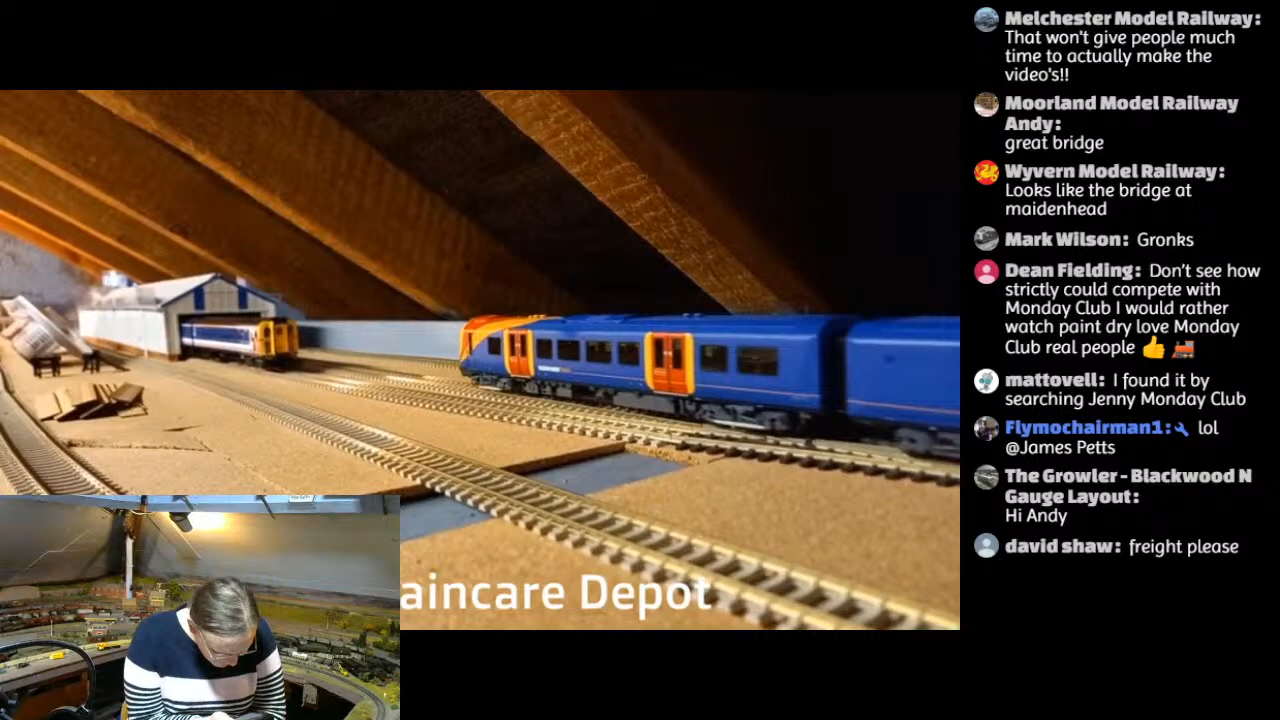 Melchester Model Railway:
That won't give people much
time to actually make the
video's!!
Moorland Model Railway
Andy:
great bridge
Wyvern Model Railway:
Looks like the bridge at
maidenhead
Mark Wilson: Gronks
Dean Fielding: Don't see how
strictly could compete with
Monday Club I would rather
watch paint dry love Monday
Club real people 👍 🚂
mattovell: I found it by
searching Jenny Monday Club
Flymochairman1: lol
@James Petts
The Growler - Blackwood N
Gauge Layout:
Hi Andy
david shaw: freight please
aincare Depot